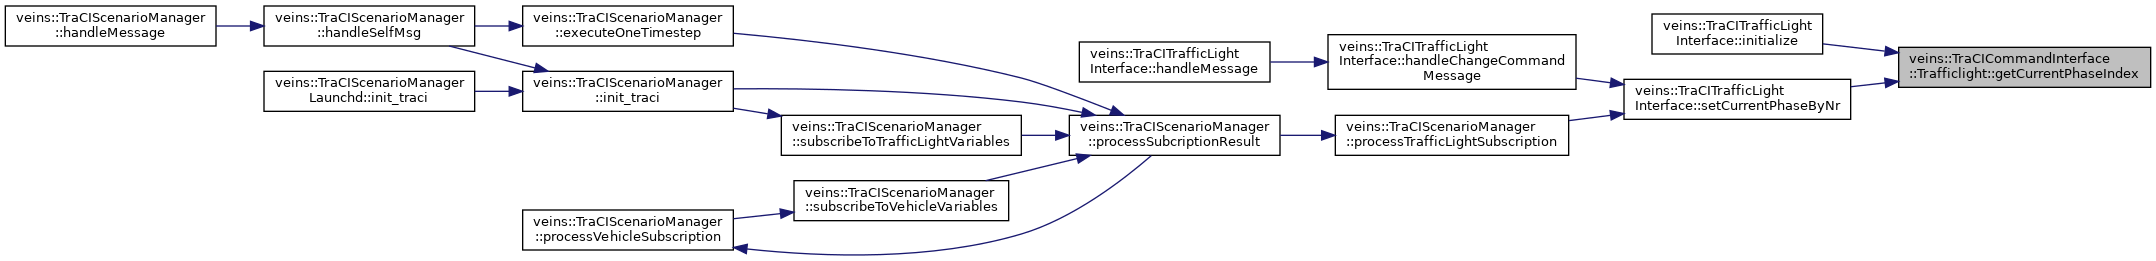 veins::TraCIScenarioManager
::handleMessage
veins::TraCIScenarioManager
::handleSelfMsg
veins::TraCIScenarioManager
::executeOneTimestep
veins::TraCIScenarioManager
Launchd::init_traci
veins::TraCIScenarioManager
::init_traci
veins::TraCIScenarioManager
::subscribeToTrafficLightVariables
veins::TraCIScenarioManager
::subscribeToVehicleVariables
veins::TraCIScenarioManager
::processVehicleSubscription
veins::TraCITrafficLight
Interface::handleMessage
veins::TraCIScenarioManager
::processSubcriptionResult
veins::TraCITrafficLight
Interface::handleChangeCommand
Message
veins::TraCIScenarioManager
::processTrafficLightSubscription
veins::TraCITrafficLight
Interface::initialize
veins::TraCITrafficLight
Interface::setCurrentPhaseByNr
veins::TraCICommandInterface
::Trafficlight::getCurrentPhaseIndex